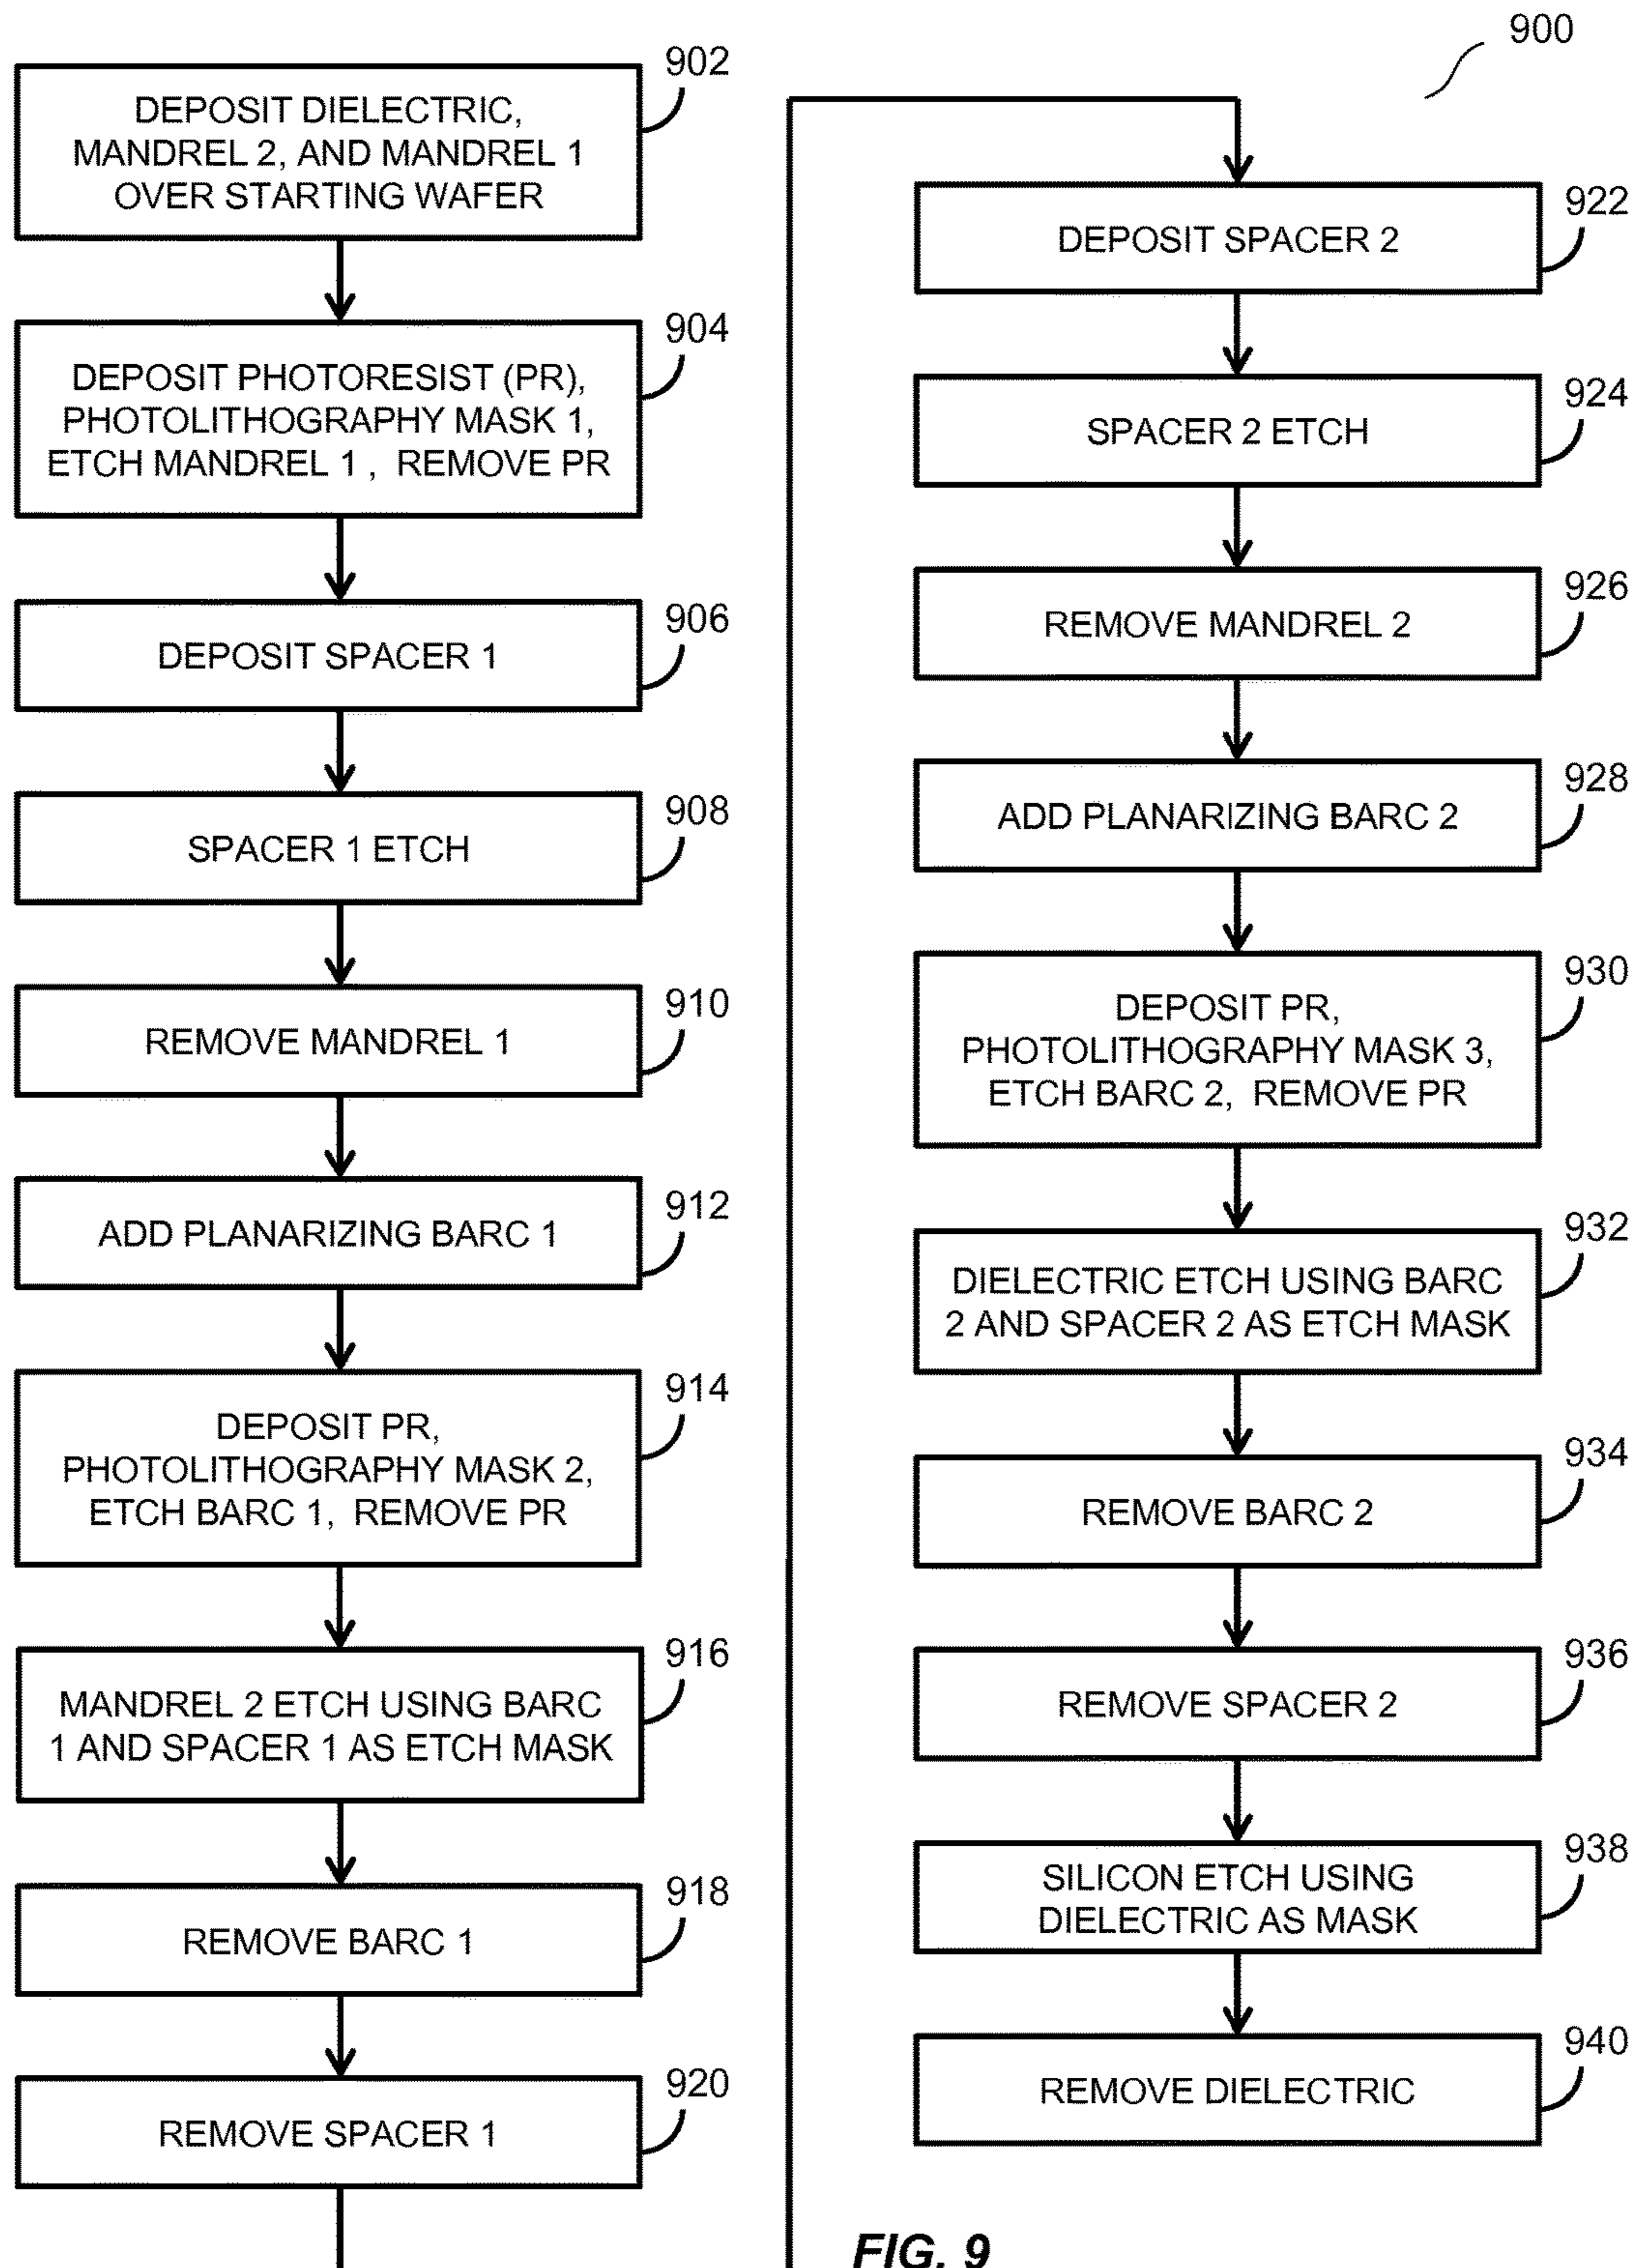 900
902
DEPOSIT DIELECTRIC,
MANDREL 2, AND MANDREL 1
OVER STARTING WAFER
904
DEPOSIT PHOTORESIST (PR),
PHOTOLITHOGRAPHY MASK 1,
ETCH MANDREL 1 , REMOVE PR
906
DEPOSIT SPACER 1
908
SPACER 1 ETCH
910
REMOVE MANDREL 1
912
ADD PLANARIZING BARC 1
914
DEPOSIT PR,
PHOTOLITHOGRAPHY MASK 2,
ETCH BARC 1, REMOVE PR
916
MANDREL 2 ETCH USING BARC
1 AND SPACER 1 AS ETCH MASK
918
REMOVE BARC 1
920
REMOVE SPACER 1
922
DEPOSIT SPACER 2
924
SPACER 2 ETCH
926
REMOVE MANDREL 2
928
ADD PLANARIZING BARC 2
930
DEPOSIT PR,
PHOTOLITHOGRAPHY MASK 3,
ETCH BARC 2, REMOVE PR
932
DIELECTRIC ETCH USING BARC
2 AND SPACER 2 AS ETCH MASK
934
REMOVE BARC 2
936
REMOVE SPACER 2
938
SILICON ETCH USING
DIELECTRIC AS MASK
940
REMOVE DIELECTRIC
FIG. 9